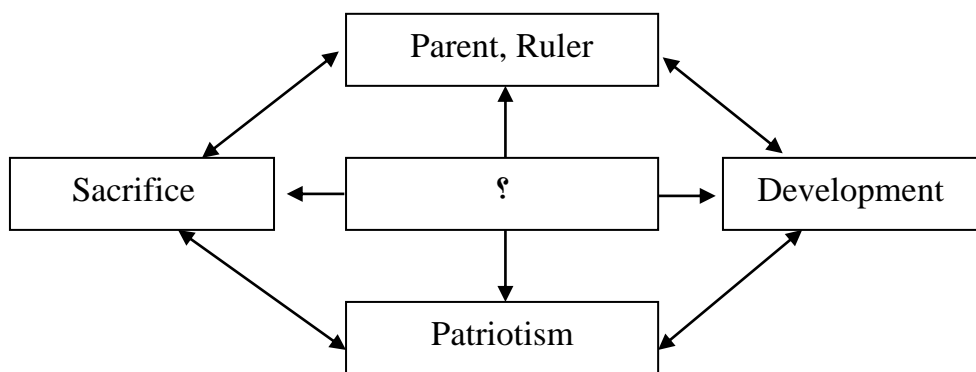 Parent, Ruler
Sacrifice
؟
Development
Patriotism